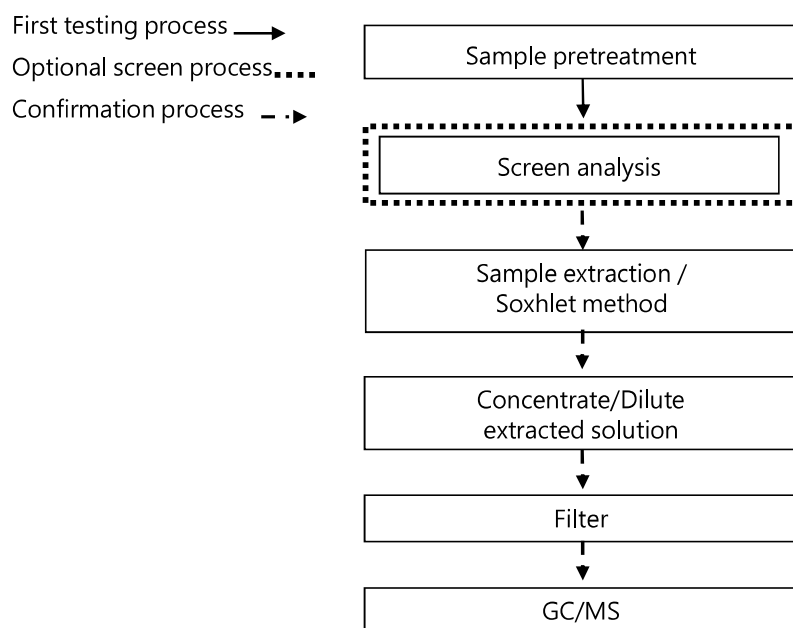 First testing process
Optional screen process
Confirmation process
Sample pretreatment
Screen analysis
Sample extraction /
Soxhlet method
Concentrate/Dilute
extracted solution
Filter
GC/MS